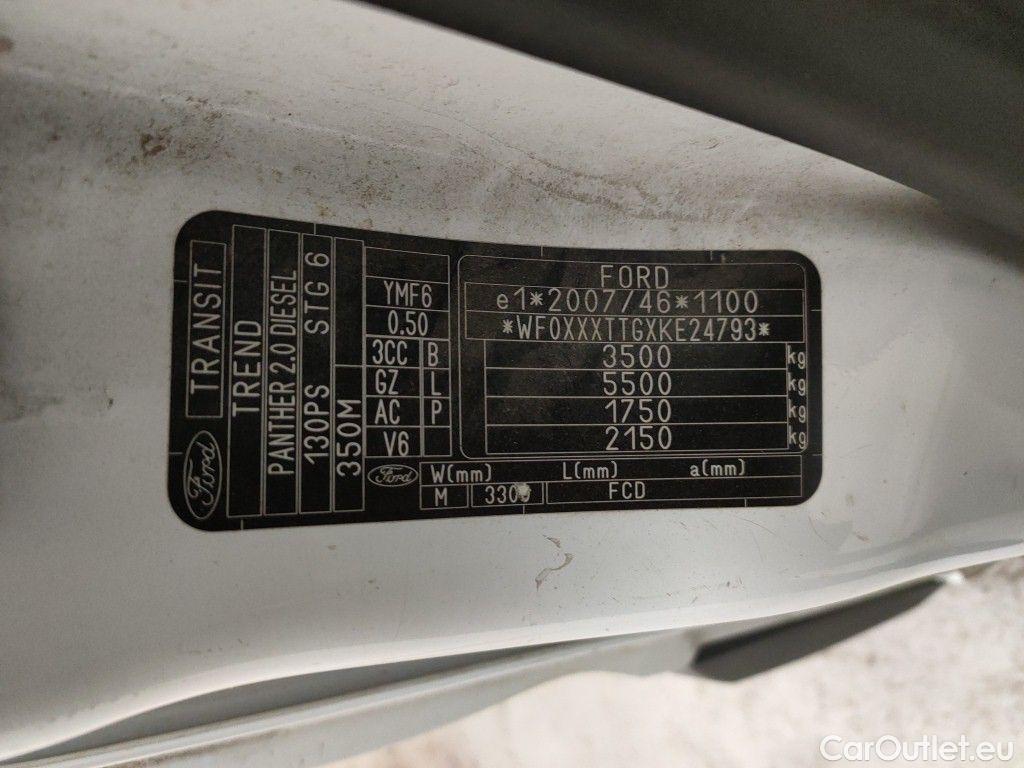 Ford
TRANSIT
TREND
PANTHER 2.0 DIESEL
130PS STG 6
350M
YMF6
0.50
3CC B
GZ L
AC P
V6
Ford
FORD
e1*2007/46*1100
*WF0XXXTTGXKE24793*
3500 kg
5500 kg
1750 kg
2150 kg
W(mm) L(mm) a(mm)
M 3300 FCD
CarOutlet.eu